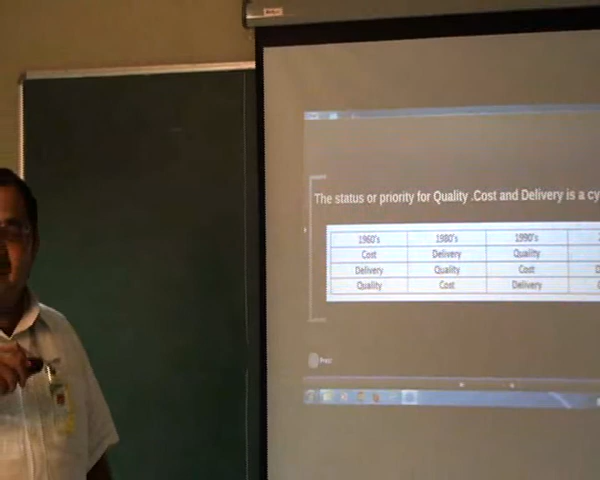 The status or priority for Quality .Cost and Delivery is a cy
1960's 1980's 1990's
Cost Delivery Quality
Delivery Quality Cost
Quality Cost Delivery